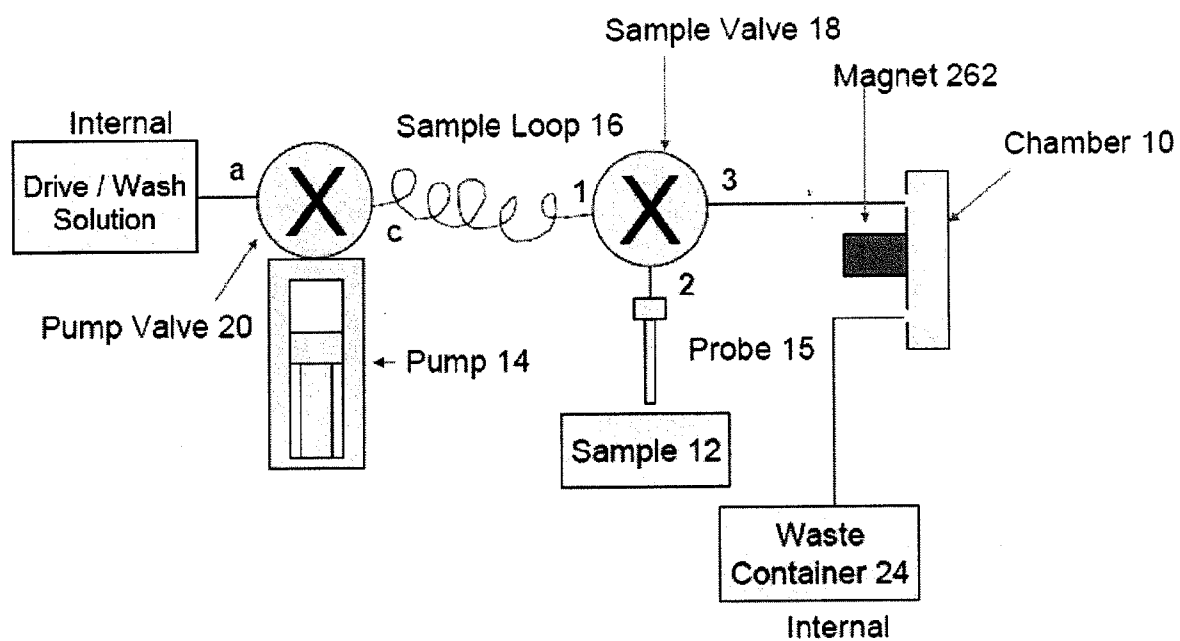 Sample Valve 18
Magnet 262
Internal
Sample Loop 16
Chamber 10
Drive / Wash
Solution
a
c
1
3
2
Pump Valve 20
Pump 14
Probe 15
Sample 12
Waste
Container 24
Internal